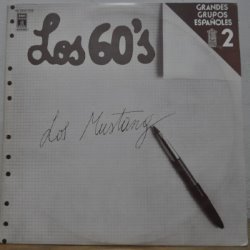 Los 60's
GRANDES
GRUPOS
ESPAÑOLES
2
Los Mustang